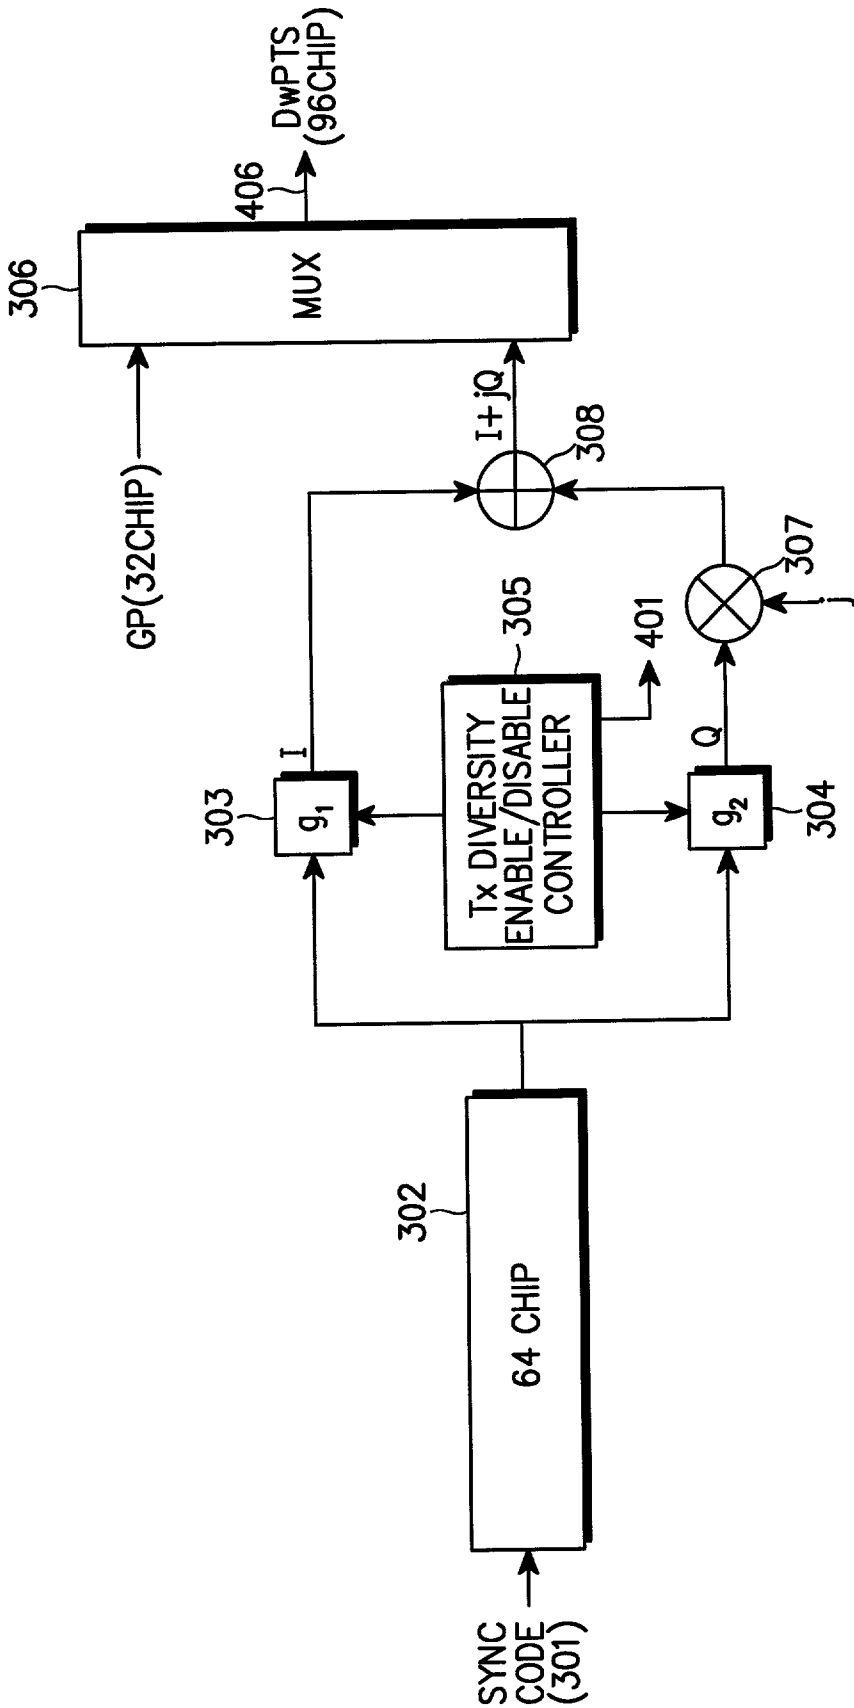 SYNC
CODE
(301)
302
64 CHIP
303
g₁
I
Tx DIVERSITY
ENABLE/DISABLE
CONTROLLER
305
401
g₂
304
Q
307
j
308
I+jQ
GP(32CHIP)
306
MUX
406
DwPTS
(96CHIP)